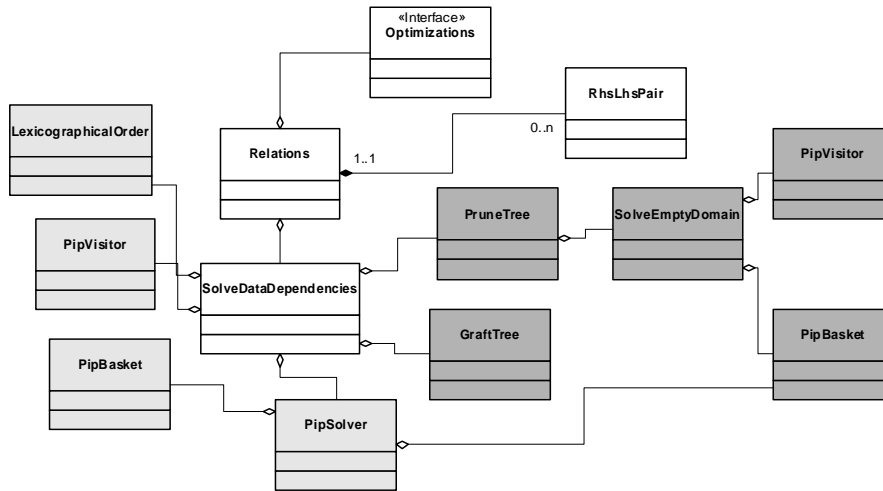 «Interface»
Optimizations
RhsLhsPair
0..n
LexicographicalOrder
Relations
1..1
PipVisitor
PruneTree
SolveEmptyDomain
PipVisitor
SolveDataDependencies
GraftTree
PipBasket
PipBasket
PipSolver